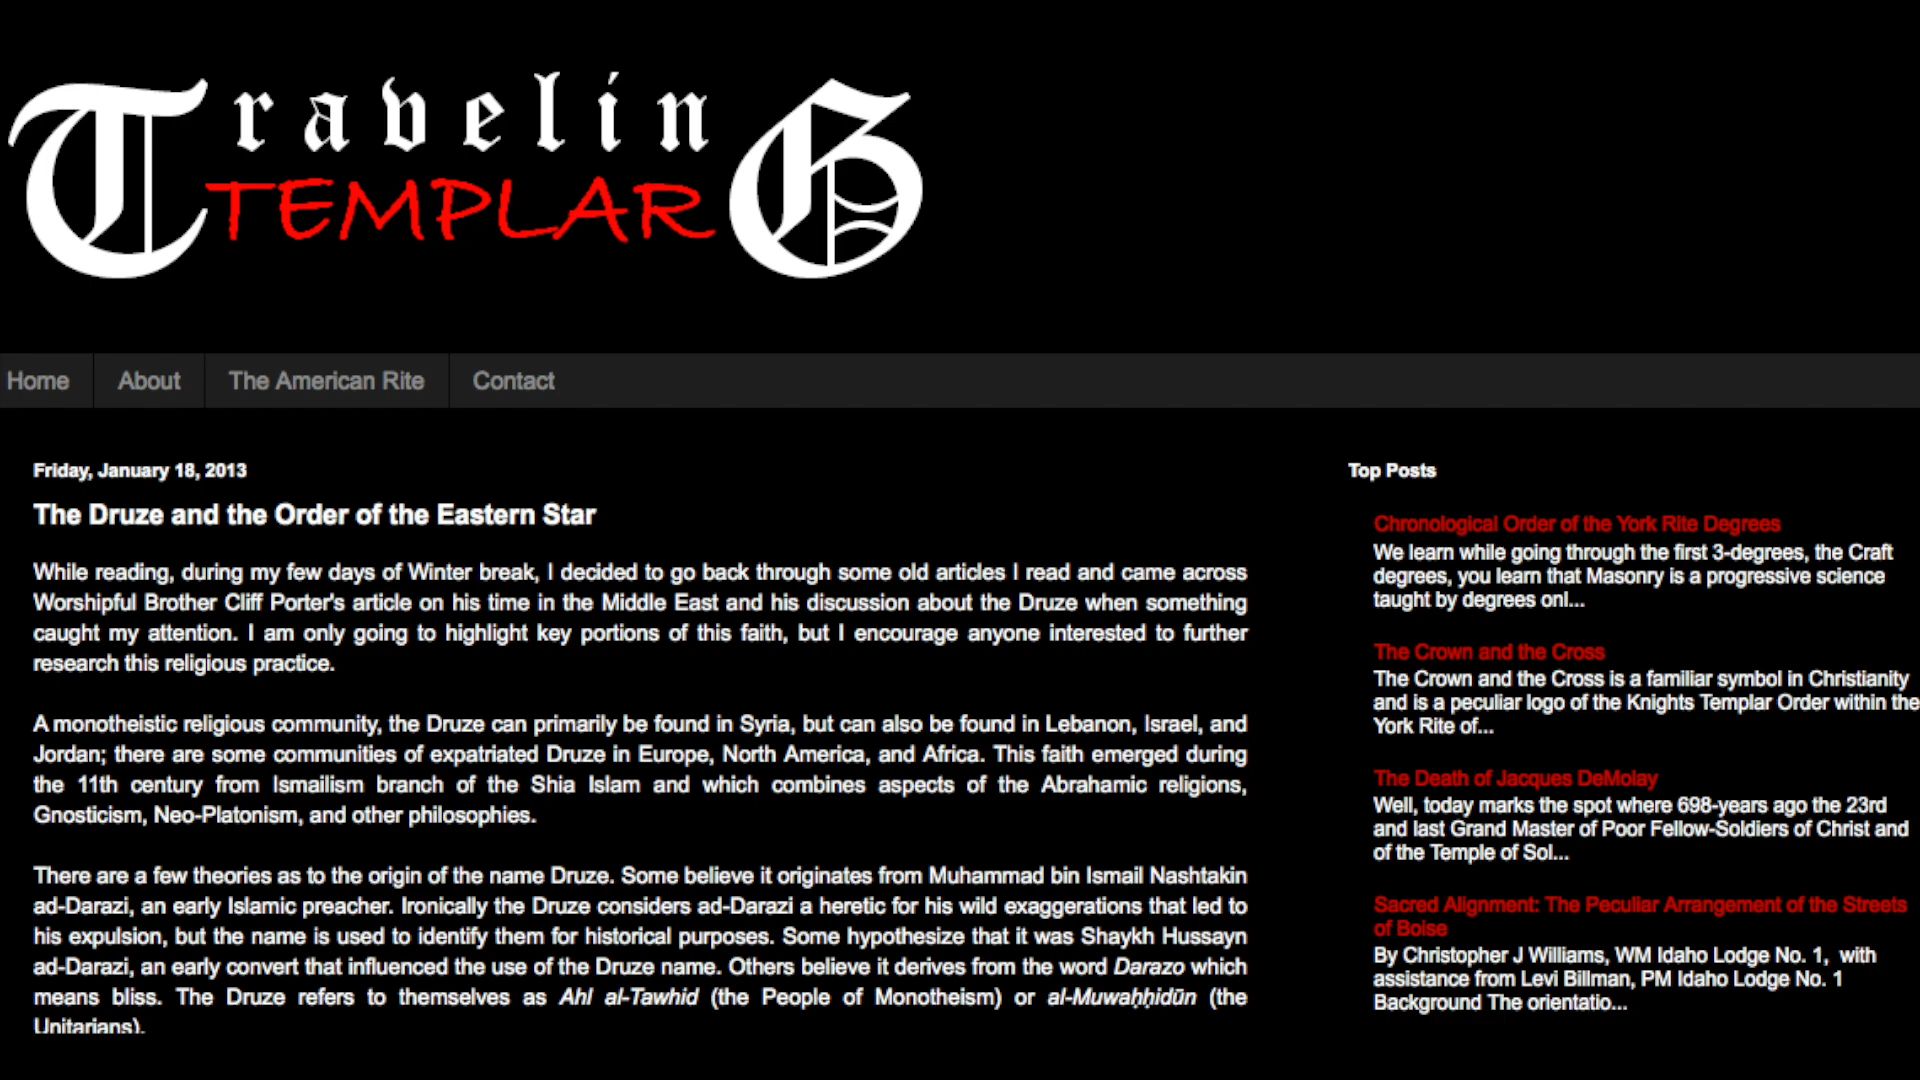 Traveling
TEMPLAR
Home
About
The American Rite
Contact
Friday, January 18, 2013
The Druze and the Order of the Eastern Star
While reading, during my few days of Winter break, I decided to go back through some old articles I read and came across
Worshipful Brother Cliff Porter's article on his time in the Middle East and his discussion about the Druze when something
caught my attention. I am only going to highlight key portions of this faith, but I encourage anyone interested to further
research this religious practice.
A monotheistic religious community, the Druze can primarily be found in Syria, but can also be found in Lebanon, Israel, and
Jordan; there are some communities of expatriated Druze in Europe, North America, and Africa. This faith emerged during
the 11th century from Ismailism branch of the Shia Islam and which combines aspects of the Abrahamic religions,
Gnosticism, Neo-Platonism, and other philosophies.
There are a few theories as to the origin of the name Druze. Some believe it originates from Muhammad bin Ismail Nashtakin
ad-Darazi, an early Islamic preacher. Ironically the Druze considers ad-Darazi a heretic for his wild exaggerations that led to
his expulsion, but the name is used to identify them for historical purposes. Some hypothesize that it was Shaykh Hussayn
ad-Darazi, an early convert that influenced the use of the Druze name. Others believe it derives from the word Darazo which
means bliss. The Druze refers to themselves as Ahl al-Tawhid (the People of Monotheism) or al-Muwaḥḥidūn (the
Unitarians).
Top Posts
Chronological Order of the York Rite Degrees
We learn while going through the first 3-degrees, the Craft
degrees, you learn that Masonry is a progressive science
taught by degrees onl...
The Crown and the Cross
The Crown and the Cross is a familiar symbol in Christianity
and is a peculiar logo of the Knights Templar Order within the
York Rite of...
The Death of Jacques DeMolay
Well, today marks the spot where 698-years ago the 23rd
and last Grand Master of Poor Fellow-Soldiers of Christ and
of the Temple of Sol...
Sacred Alignment: The Peculiar Arrangement of the Streets
of Boise
By Christopher J Williams, WM Idaho Lodge No. 1, with
assistance from Levi Billman, PM Idaho Lodge No. 1
Background The orientatio...